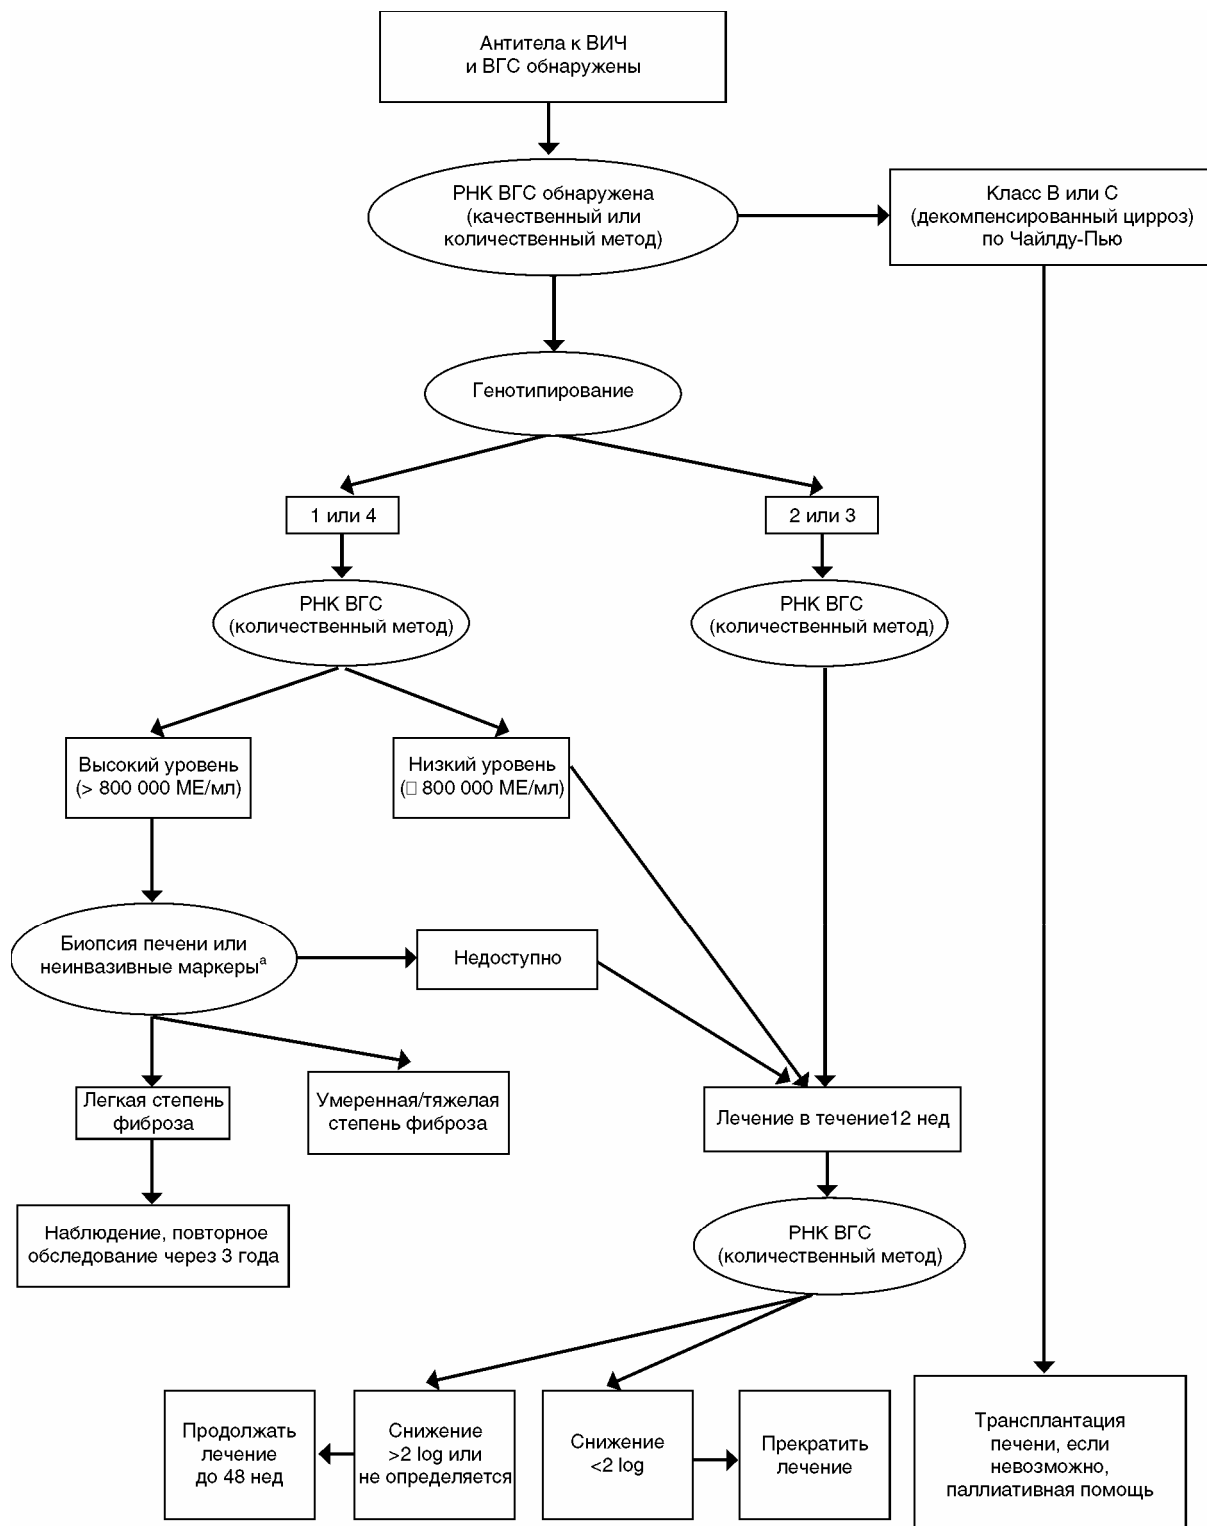 Антитела к ВИЧ
и ВГС обнаружены
РНК ВГС обнаружена
(качественный или
количественный метод)
Класс В или С
(декомпенсированный цирроз)
по Чайлду-Пью
Генотипирование
1 или 4
2 или 3
РНК ВГС
(количественный метод)
РНК ВГС
(количественный метод)
Высокий уровень
(> 800 000 МЕ/мл)
Низкий уровень
(□ 800 000 МЕ/мл)
Биопсия печени или
неинвазивные маркерыª
Недоступно
Легкая степень
фиброза
Умеренная/тяжелая
степень фиброза
Лечение в течение12 нед
Наблюдение, повторное
обследование через 3 года
РНК ВГС
(количественный метод)
Продолжать
лечение
до 48 нед
Снижение
>2 log или
не определяется
Снижение
<2 log
Прекратить
лечение
Трансплантация
печени, если
невозможно,
паллиативная помощь